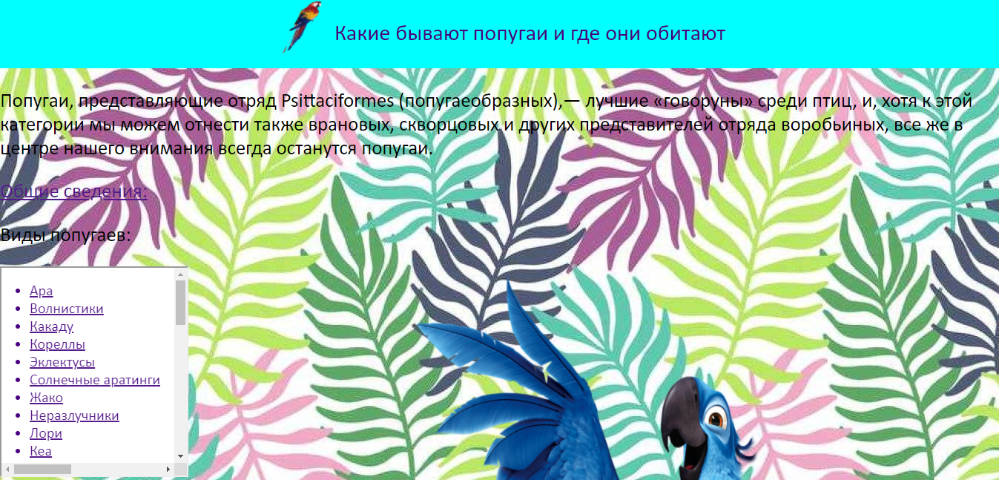 Какие бывают попугаи и где они обитают
Попугаи, представляющие отряд Psittaciformes (попугаеобразных),— лучшие «говоруны» среди птиц, и, хотя к этой
категории мы можем отнести также врановых, скворцовых и других представителей отряда воробьиных, все же в
центре нашего внимания всегда останутся попугаи.
Общие сведения:
Виды попугаев:
Ара
Волнистики
Какаду
Кореллы
Эклектусы
Солнечные аратинги
Жако
Неразлучники
Лори
Кеа